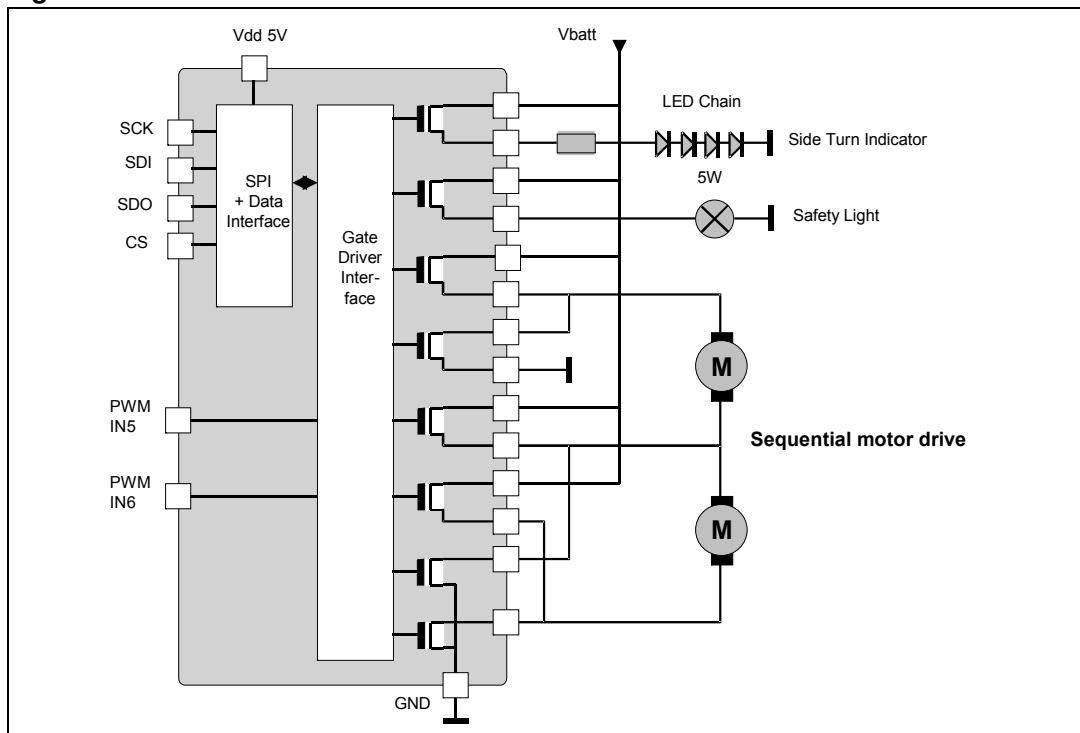 Vdd 5V
Vbatt
SCK
SDI
SDO
CS
SPI
+ Data
Interface
Gate
Driver
Inter-
face
LED Chain
Side Turn Indicator
5W
Safety Light
M
Sequential motor drive
M
PWM
IN5
PWM
IN6
GND